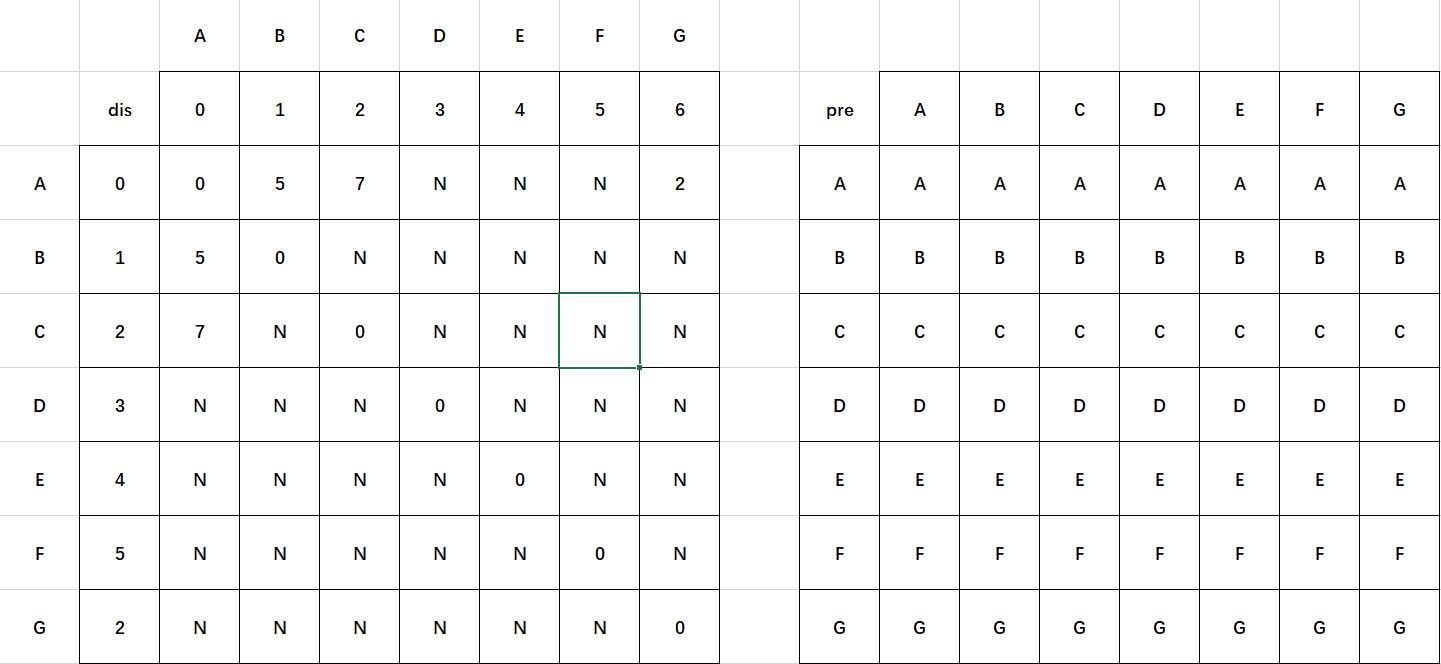 A B C D E F G
dis 0 1 2 3 4 5 6 pre A B C D E F G
A 0 0 5 7 N N N 2 A A A A A A A A
B 1 5 0 N N N N N B B B B B B B B
C 2 7 N 0 N N N N C C C C C C C C
D 3 N N N 0 N N N D D D D D D D D
E 4 N N N N 0 N N E E E E E E E E
F 5 N N N N N 0 N F F F F F F F F
G 2 N N N N N N 0 G G G G G G G G